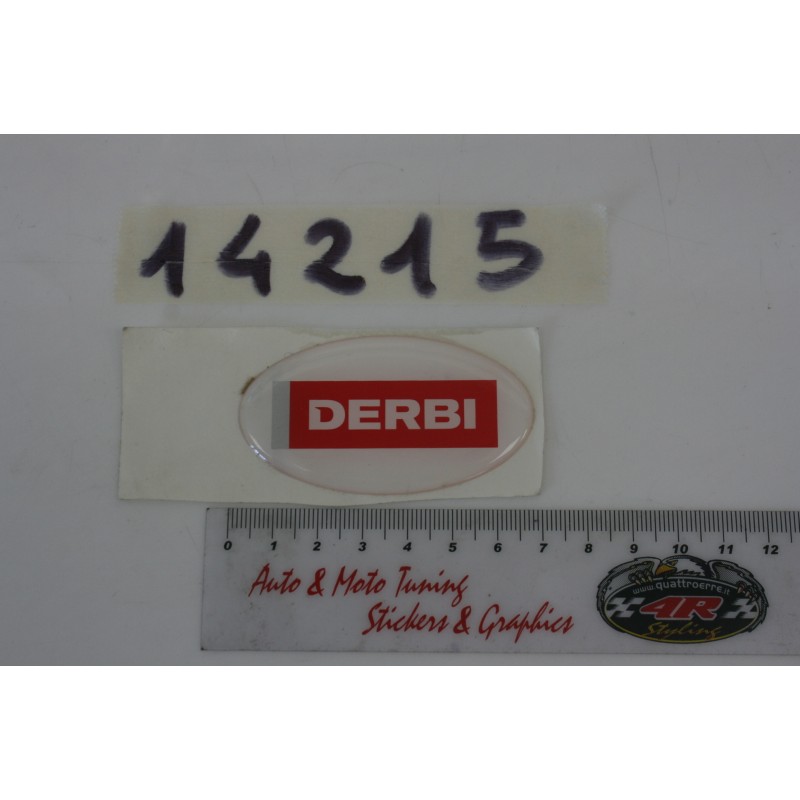 14215
DERBI
0 1 2 3 4 5 6 7 8 9 10 11 12
Auto & Moto Tuning
Stickers & Graphics
www.quattroerre.it
4R
Styling